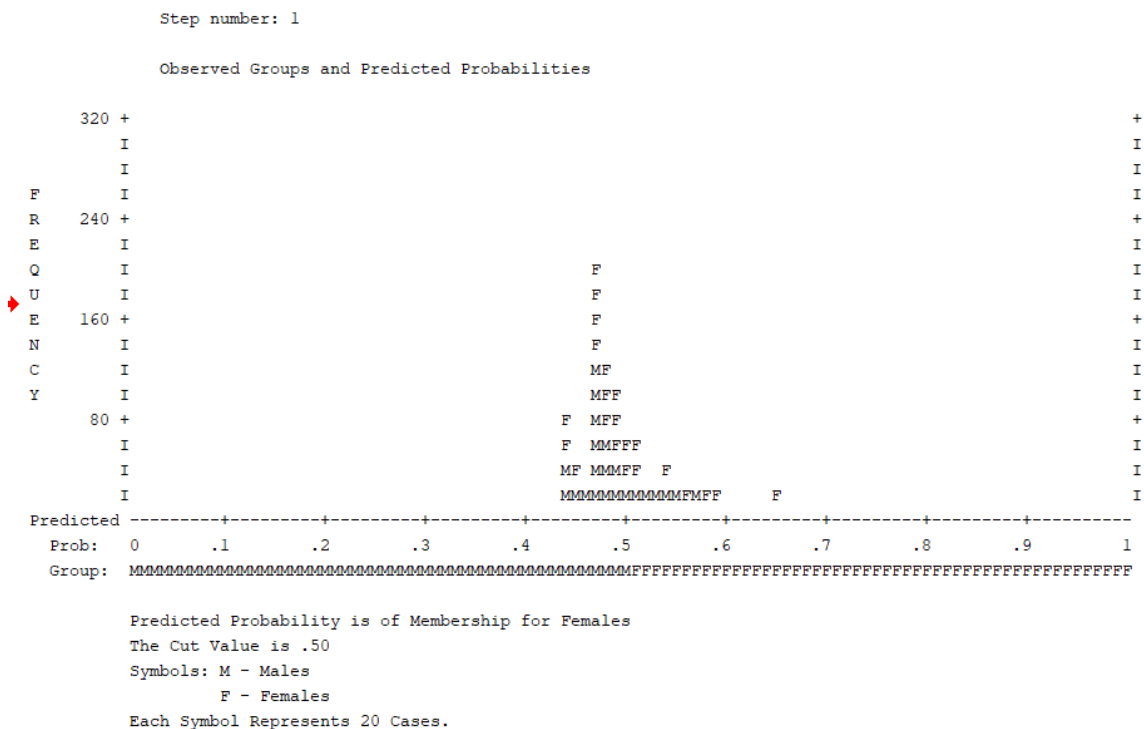 Step number: 1
Observed Groups and Predicted Probabilities
     320 +                                                                                                    +
         I                                                                                                    I
         I                                                                                                    I
F        I                                                                                                    I
R    240 +                                                                                                    +
E        I                                                                                                    I
Q        I                                              F                                                     I
U        I                                              F                                                     I
E    160 +                                              F                                                     +
N        I                                              F                                                     I
C        I                                              MF                                                    I
Y        I                                              MFF                                                   I
      80 +                                           F  MFF                                                   +
         I                                           F  MMFFF                                                 I
         I                                           MF MMMFF  F                                              I
         I                                           MMMMMMMMMMMMFMFF     F                                   I
Predicted ---------+---------+---------+---------+---------+---------+---------+---------+---------+----------
  Prob:   0       .1        .2        .3        .4        .5        .6        .7        .8        .9         1
  Group:  MMMMMMMMMMMMMMMMMMMMMMMMMMMMMMMMMMMMMMMMMMMMMMMMMMFFFFFFFFFFFFFFFFFFFFFFFFFFFFFFFFFFFFFFFFFFFFFFFFFF
Predicted Probability is of Membership for Females
The Cut Value is .50
Symbols: M - Males
         F - Females
Each Symbol Represents 20 Cases.